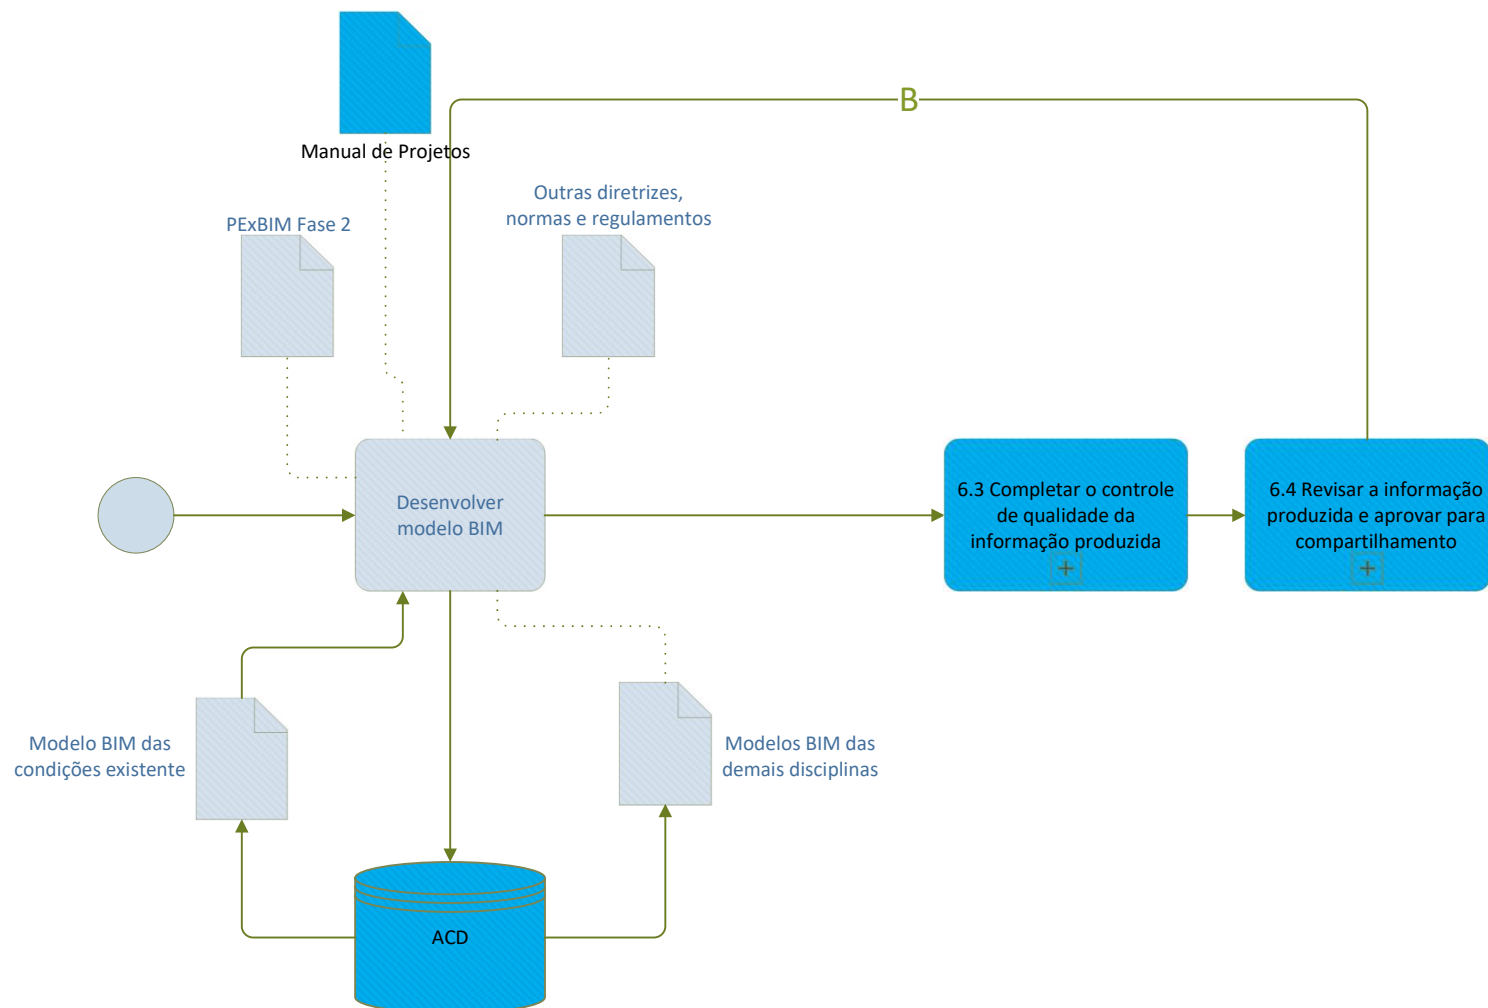 B
Manual de Projetos
Outras diretrizes,
normas e regulamentos
PExBIM Fase 2
Desenvolver
modelo BIM
6.3 Completar o controle
de qualidade da
informação produzida
6.4 Revisar a informação
produzida e aprovar para
compartilhamento
Modelo BIM das
condições existente
Modelos BIM das
demais disciplinas
ACD